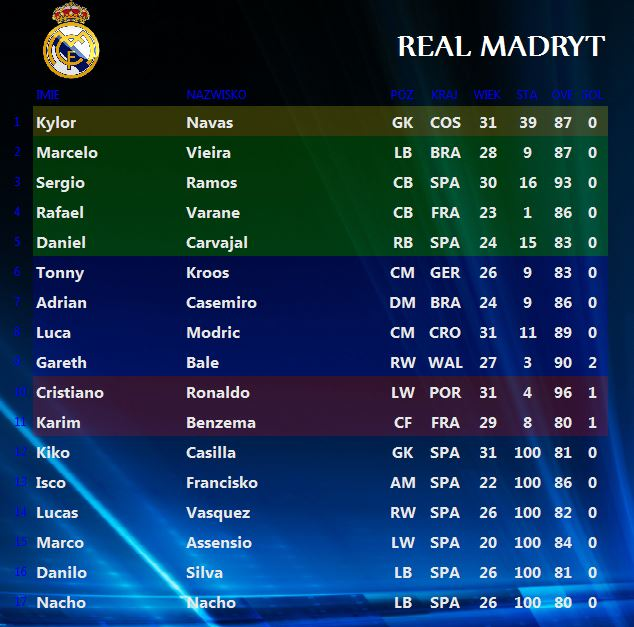 REAL MADRYT
IMIE NAZWISKO POZ KRAJ WIEK STA OVE GOL
1 Kylor Navas GK COS 31 39 87 0
2 Marcelo Vieira LB BRA 28 9 87 0
3 Sergio Ramos CB SPA 30 16 93 0
4 Rafael Varane CB FRA 23 1 86 0
5 Daniel Carvajal RB SPA 24 15 83 0
6 Tonny Kroos CM GER 26 9 83 0
7 Adrian Casemiro DM BRA 24 9 86 0
8 Luca Modric CM CRO 31 11 89 0
9 Gareth Bale RW WAL 27 3 90 2
10 Cristiano Ronaldo LW POR 31 4 96 1
11 Karim Benzema CF FRA 29 8 80 1
12 Kiko Casilla GK SPA 31 100 81 0
13 Isco Francisko AM SPA 22 100 86 0
14 Lucas Vasquez RW SPA 26 100 82 0
15 Marco Assensio LW SPA 20 100 84 0
16 Danilo Silva LB SPA 26 100 81 0
17 Nacho Nacho LB SPA 26 100 80 0